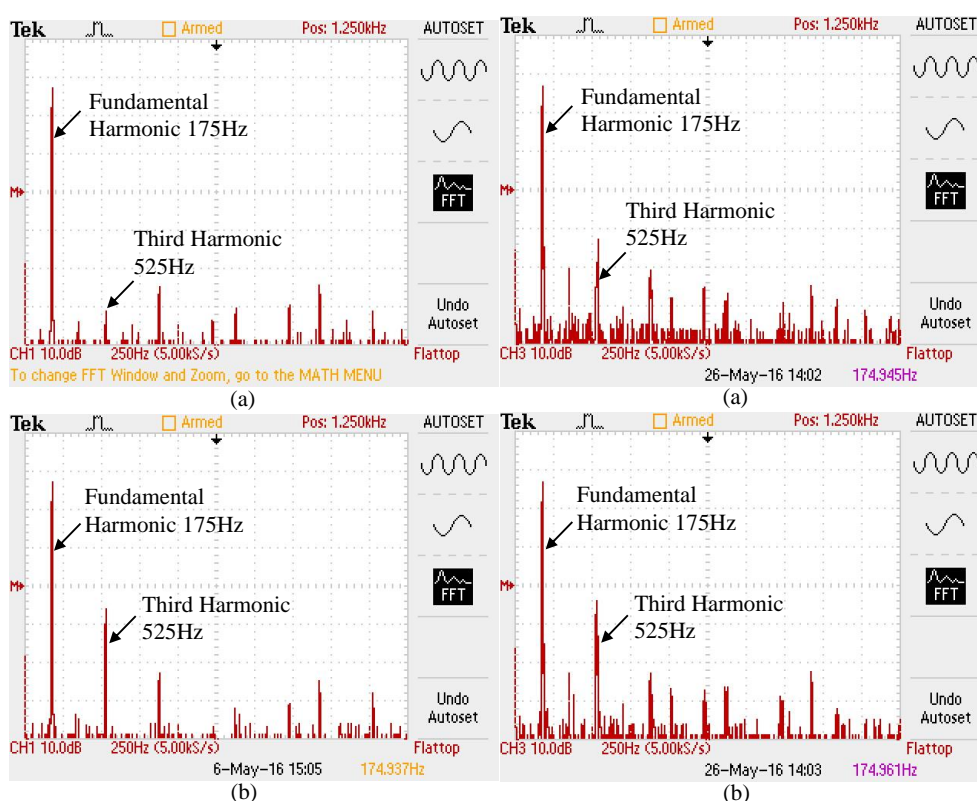 Tek
Armed
Pos: 1.250kHz
AUTOSET
Fundamental
Harmonic 175Hz
M
FFT
Third Harmonic
525Hz
Undo
Autoset
CH1 10.0dB
250Hz (5.00kS/s)
Flattop
To change FFT Window and Zoom, go to the MATH MENU
(a)
Tek
Armed
Pos: 1.250kHz
AUTOSET
Fundamental
Harmonic 175Hz
M
FFT
Third Harmonic
525Hz
Undo
Autoset
CH3 10.0dB
250Hz (5.00kS/s)
Flattop
26-May-16 14:02
174.945Hz
(a)
Tek
Armed
Pos: 1.250kHz
AUTOSET
Fundamental
Harmonic 175Hz
M
FFT
Third Harmonic
525Hz
Undo
Autoset
CH1 10.0dB
250Hz (5.00kS/s)
Flattop
6-May-16 15:05
174.937Hz
(b)
Tek
Armed
Pos: 1.250kHz
AUTOSET
Fundamental
Harmonic 175Hz
M
FFT
Third Harmonic
525Hz
Undo
Autoset
CH3 10.0dB
250Hz (5.00kS/s)
Flattop
26-May-16 14:03
174.961Hz
(b)